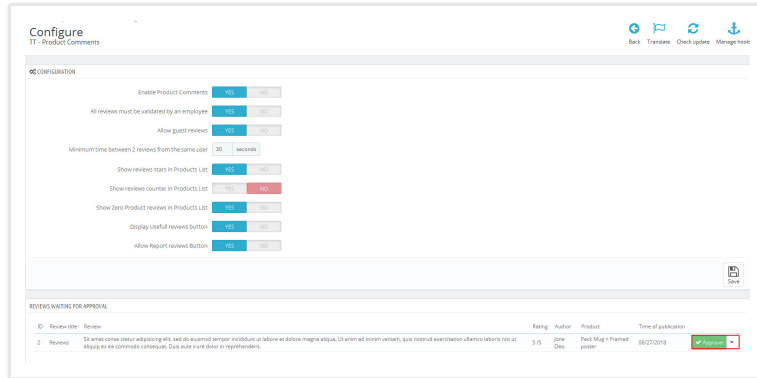 Configure
TT - Product Comments
Back Translate Check update Manage hooks
CONFIGURATION
Enable Product Comments YES NO
All reviews must be validated by an employee YES NO
Allow guest reviews YES NO
Minimum time between 2 reviews from the same user 30 seconds
Show reviews stars in Products List YES NO
Show reviews counter in Products List YES NO
Show Zero Product reviews in Products List YES NO
Display Usefull reviews button YES NO
Allow Report reviews Button YES NO
Save
REVIEWS WAITING FOR APPROVAL
ID Review title Review Rating Author Product Time of publication
2 Reviews Sit amet conse ctetur adipisicing elit, sed do eiusmod tempor incididunt ut labore et dolore magna aliqua. Ut enim ad minim veniam, quis nostrud exercitation ullamco laboris nisi ut 5 /5 Jone Pack Mug + Framed 06/27/2018 Approve
aliquip ex ea commodo consequat. Duis aute irure dolor in reprehenderit. Deo poster